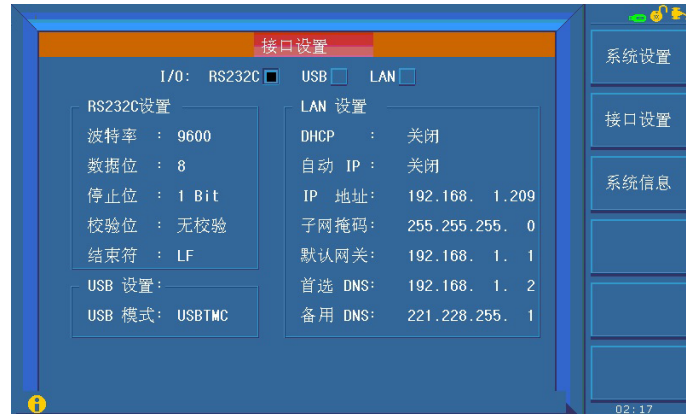 接口设置
I/O: RS232C USB LAN
RS232C设置
波特率 : 9600
数据位 : 8
停止位 : 1 Bit
校验位 : 无校验
结束符 : LF
USB 设置:
USB 模式: USBTMC
LAN 设置
DHCP : 关闭
自动 IP : 关闭
IP 地址: 192.168. 1.209
子网掩码: 255.255.255. 0
默认网关: 192.168. 1. 1
首选 DNS: 192.168. 1. 2
备用 DNS: 221.228.255. 1
系统设置
接口设置
系统信息
02:17